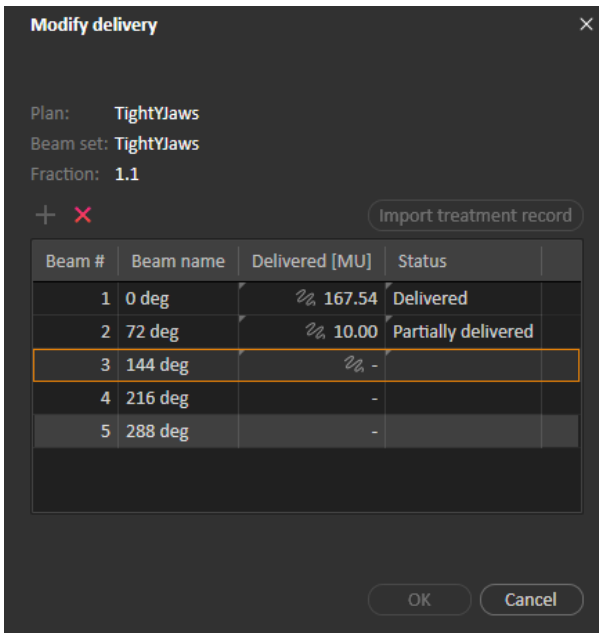 Modify delivery
Plan: TightYJaws
Beam set: TightYJaws
Fraction: 1.1
Import treatment record
Beam # Beam name Delivered [MU] Status
1 0 deg 167.54 Delivered
2 72 deg 10.00 Partially delivered
3 144 deg -
4 216 deg -
5 288 deg -
OK Cancel